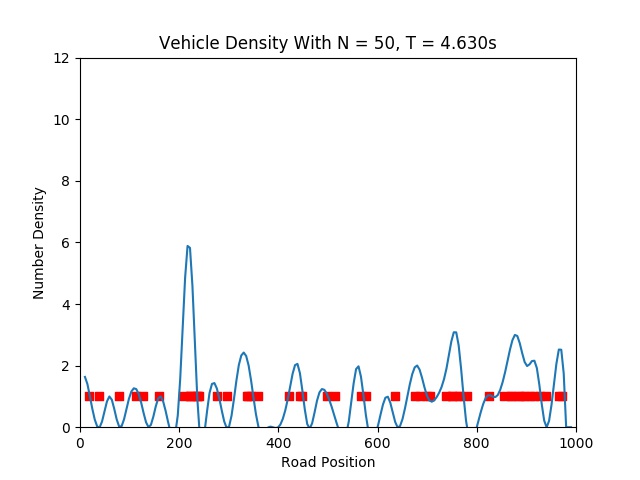 Vehicle Density With N = 50, T = 4.630s
12
10
8
6
4
2
0
Number Density
0 200 400 600 800 1000
Road Position